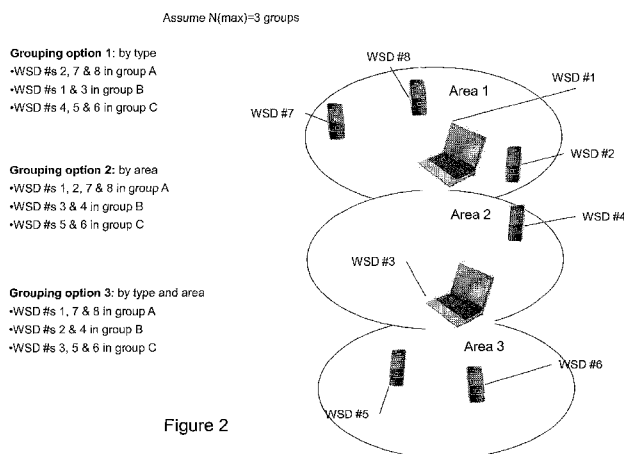 Assume N(max)=3 groups
Grouping option 1: by type
•WSD #s 2, 7 & 8 in group A
•WSD #s 1 & 3 in group B
•WSD #s 4, 5 & 6 in group C
Grouping option 2: by area
•WSD #s 1, 2, 7 & 8 in group A
•WSD #s 3 & 4 in group B
•WSD #s 5 & 6 in group C
Grouping option 3: by type and area
•WSD #s 1, 7 & 8 in group A
•WSD #s 2 & 4 in group B
•WSD #s 3, 5 & 6 in group C
WSD #8
WSD #1
Area 1
WSD #7
WSD #2
Area 2
WSD #4
WSD #3
Area 3
WSD #6
WSD #5
Figure 2